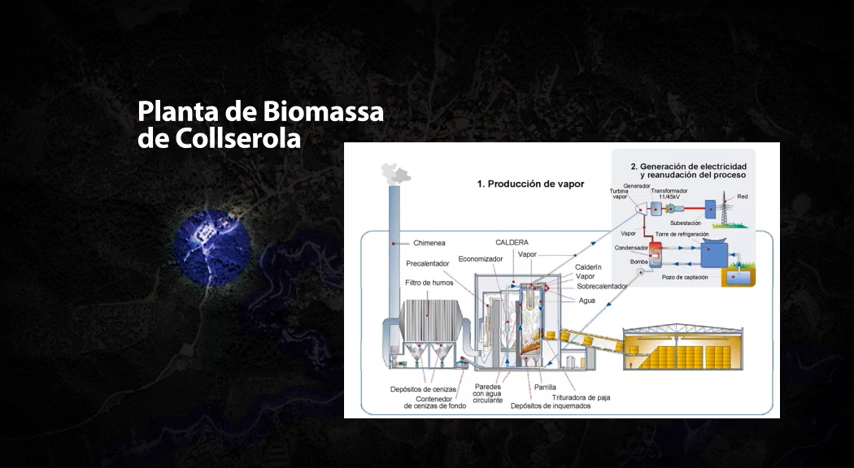 Planta de Biomassa
de Collserola
1. Producción de vapor
2. Generación de electricidad
y reanudación del proceso
Generador
Turbina
vapor
Transformador
11/45kV
Red
Subestación
Vapor
Torre de refrigeración
Condensador
Bomba
Pozo de captación
Chimenea
CALDERA
Vapor
Precalentador
Economizador
Calderín
Vapor
Sobrecalentador
Filtro de humos
Agua
Depósitos de cenizas
Contenedor
de cenizas de fondo
Paredes
con agua
circulante
Parrilla
Trituradora de paja
Depósitos de inquemados